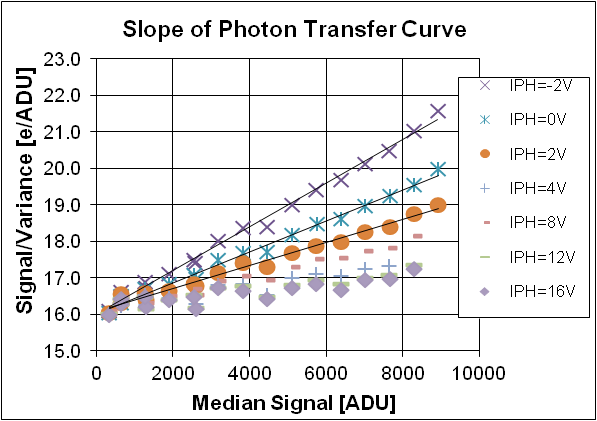 Slope of Photon Transfer Curve
Signal/Variance [e/ADU]
23.0
22.0
21.0
20.0
19.0
18.0
17.0
16.0
15.0
0 2000 4000 6000 8000 10000
Median Signal [ADU]
IPH=-2V
IPH=0V
IPH=2V
IPH=4V
IPH=8V
IPH=12V
IPH=16V